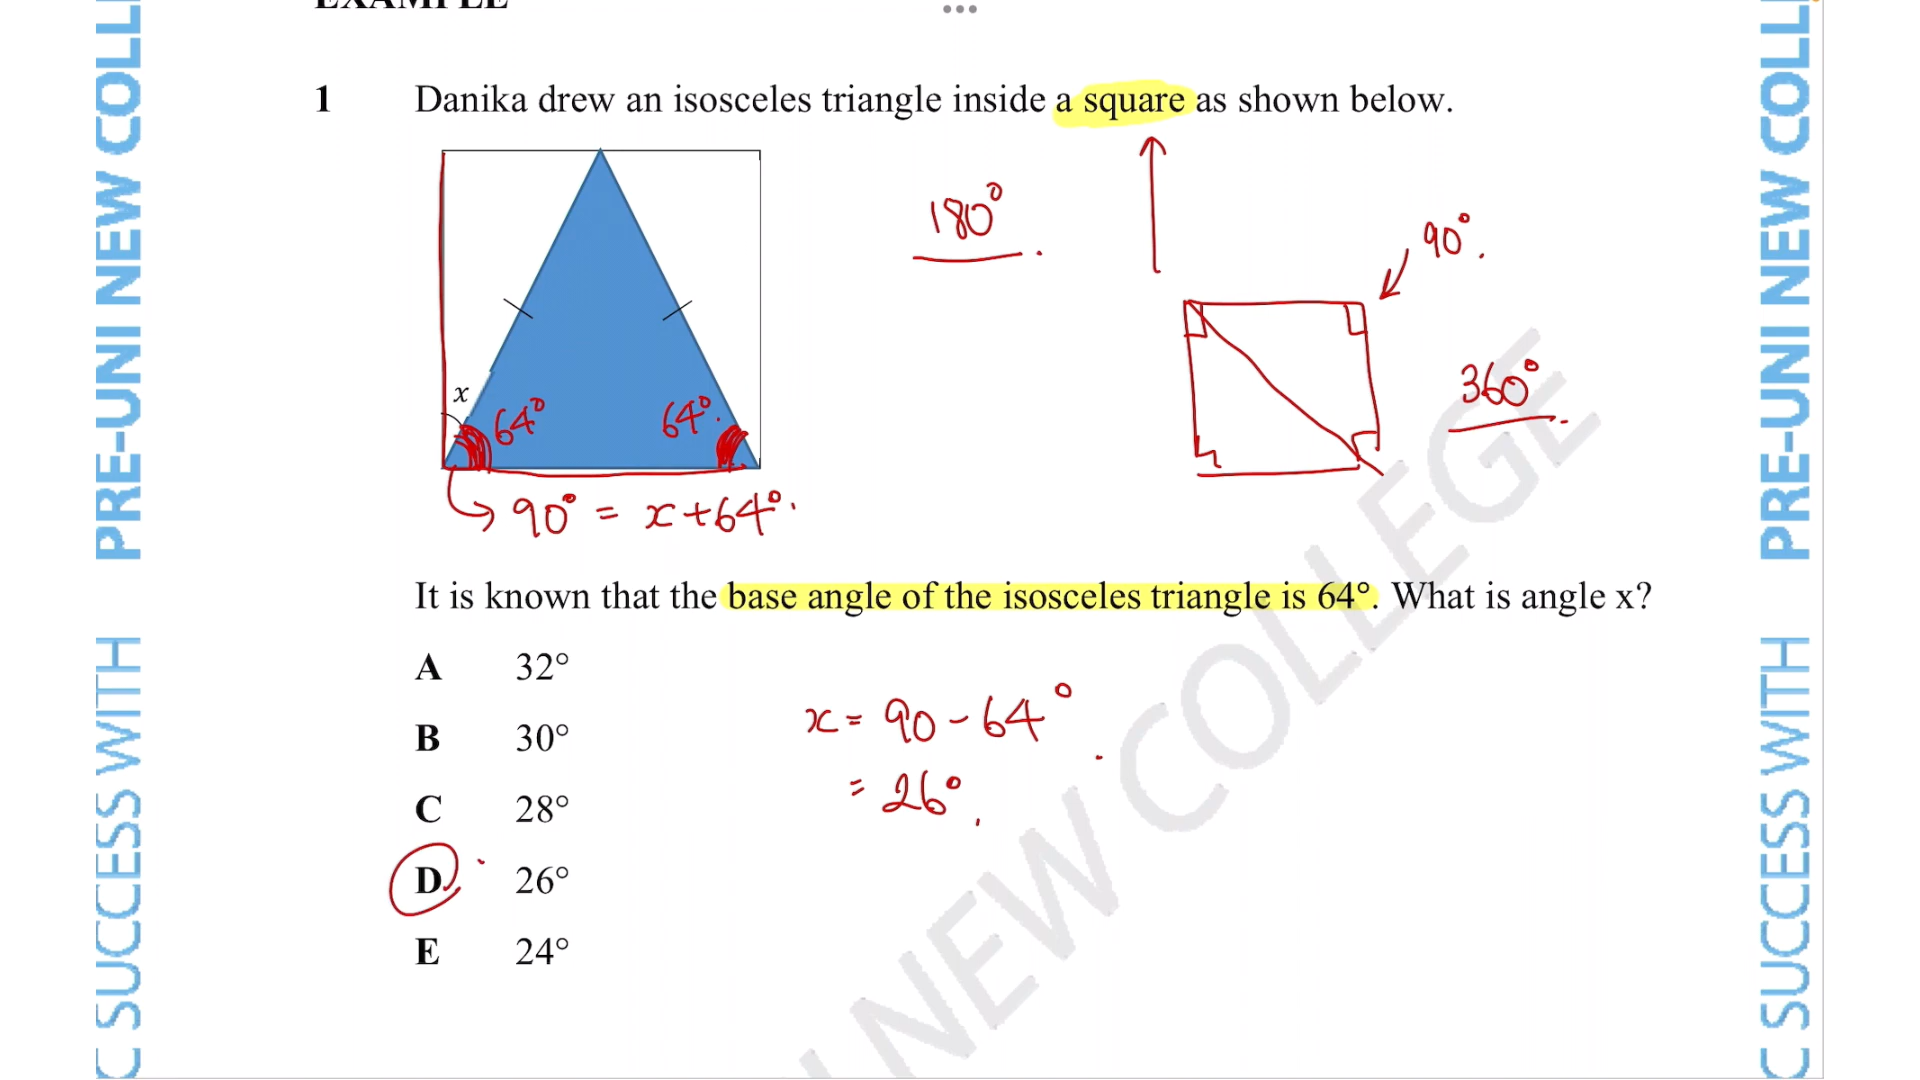 EXAMPLE
1 Danika drew an isosceles triangle inside a square as shown below.
180°
90°
360°
x
64°
64°
90° = x + 64°
It is known that the base angle of the isosceles triangle is 64°. What is angle x?
A 32°
B 30°
C 28°
D 26°
E 24°
x = 90 - 64°
= 26°
PRE-UNI NEW COLL
C SUCCESS WITH
PRE-UNI NEW COLL
C SUCCESS WITH
NEW COLLEGE